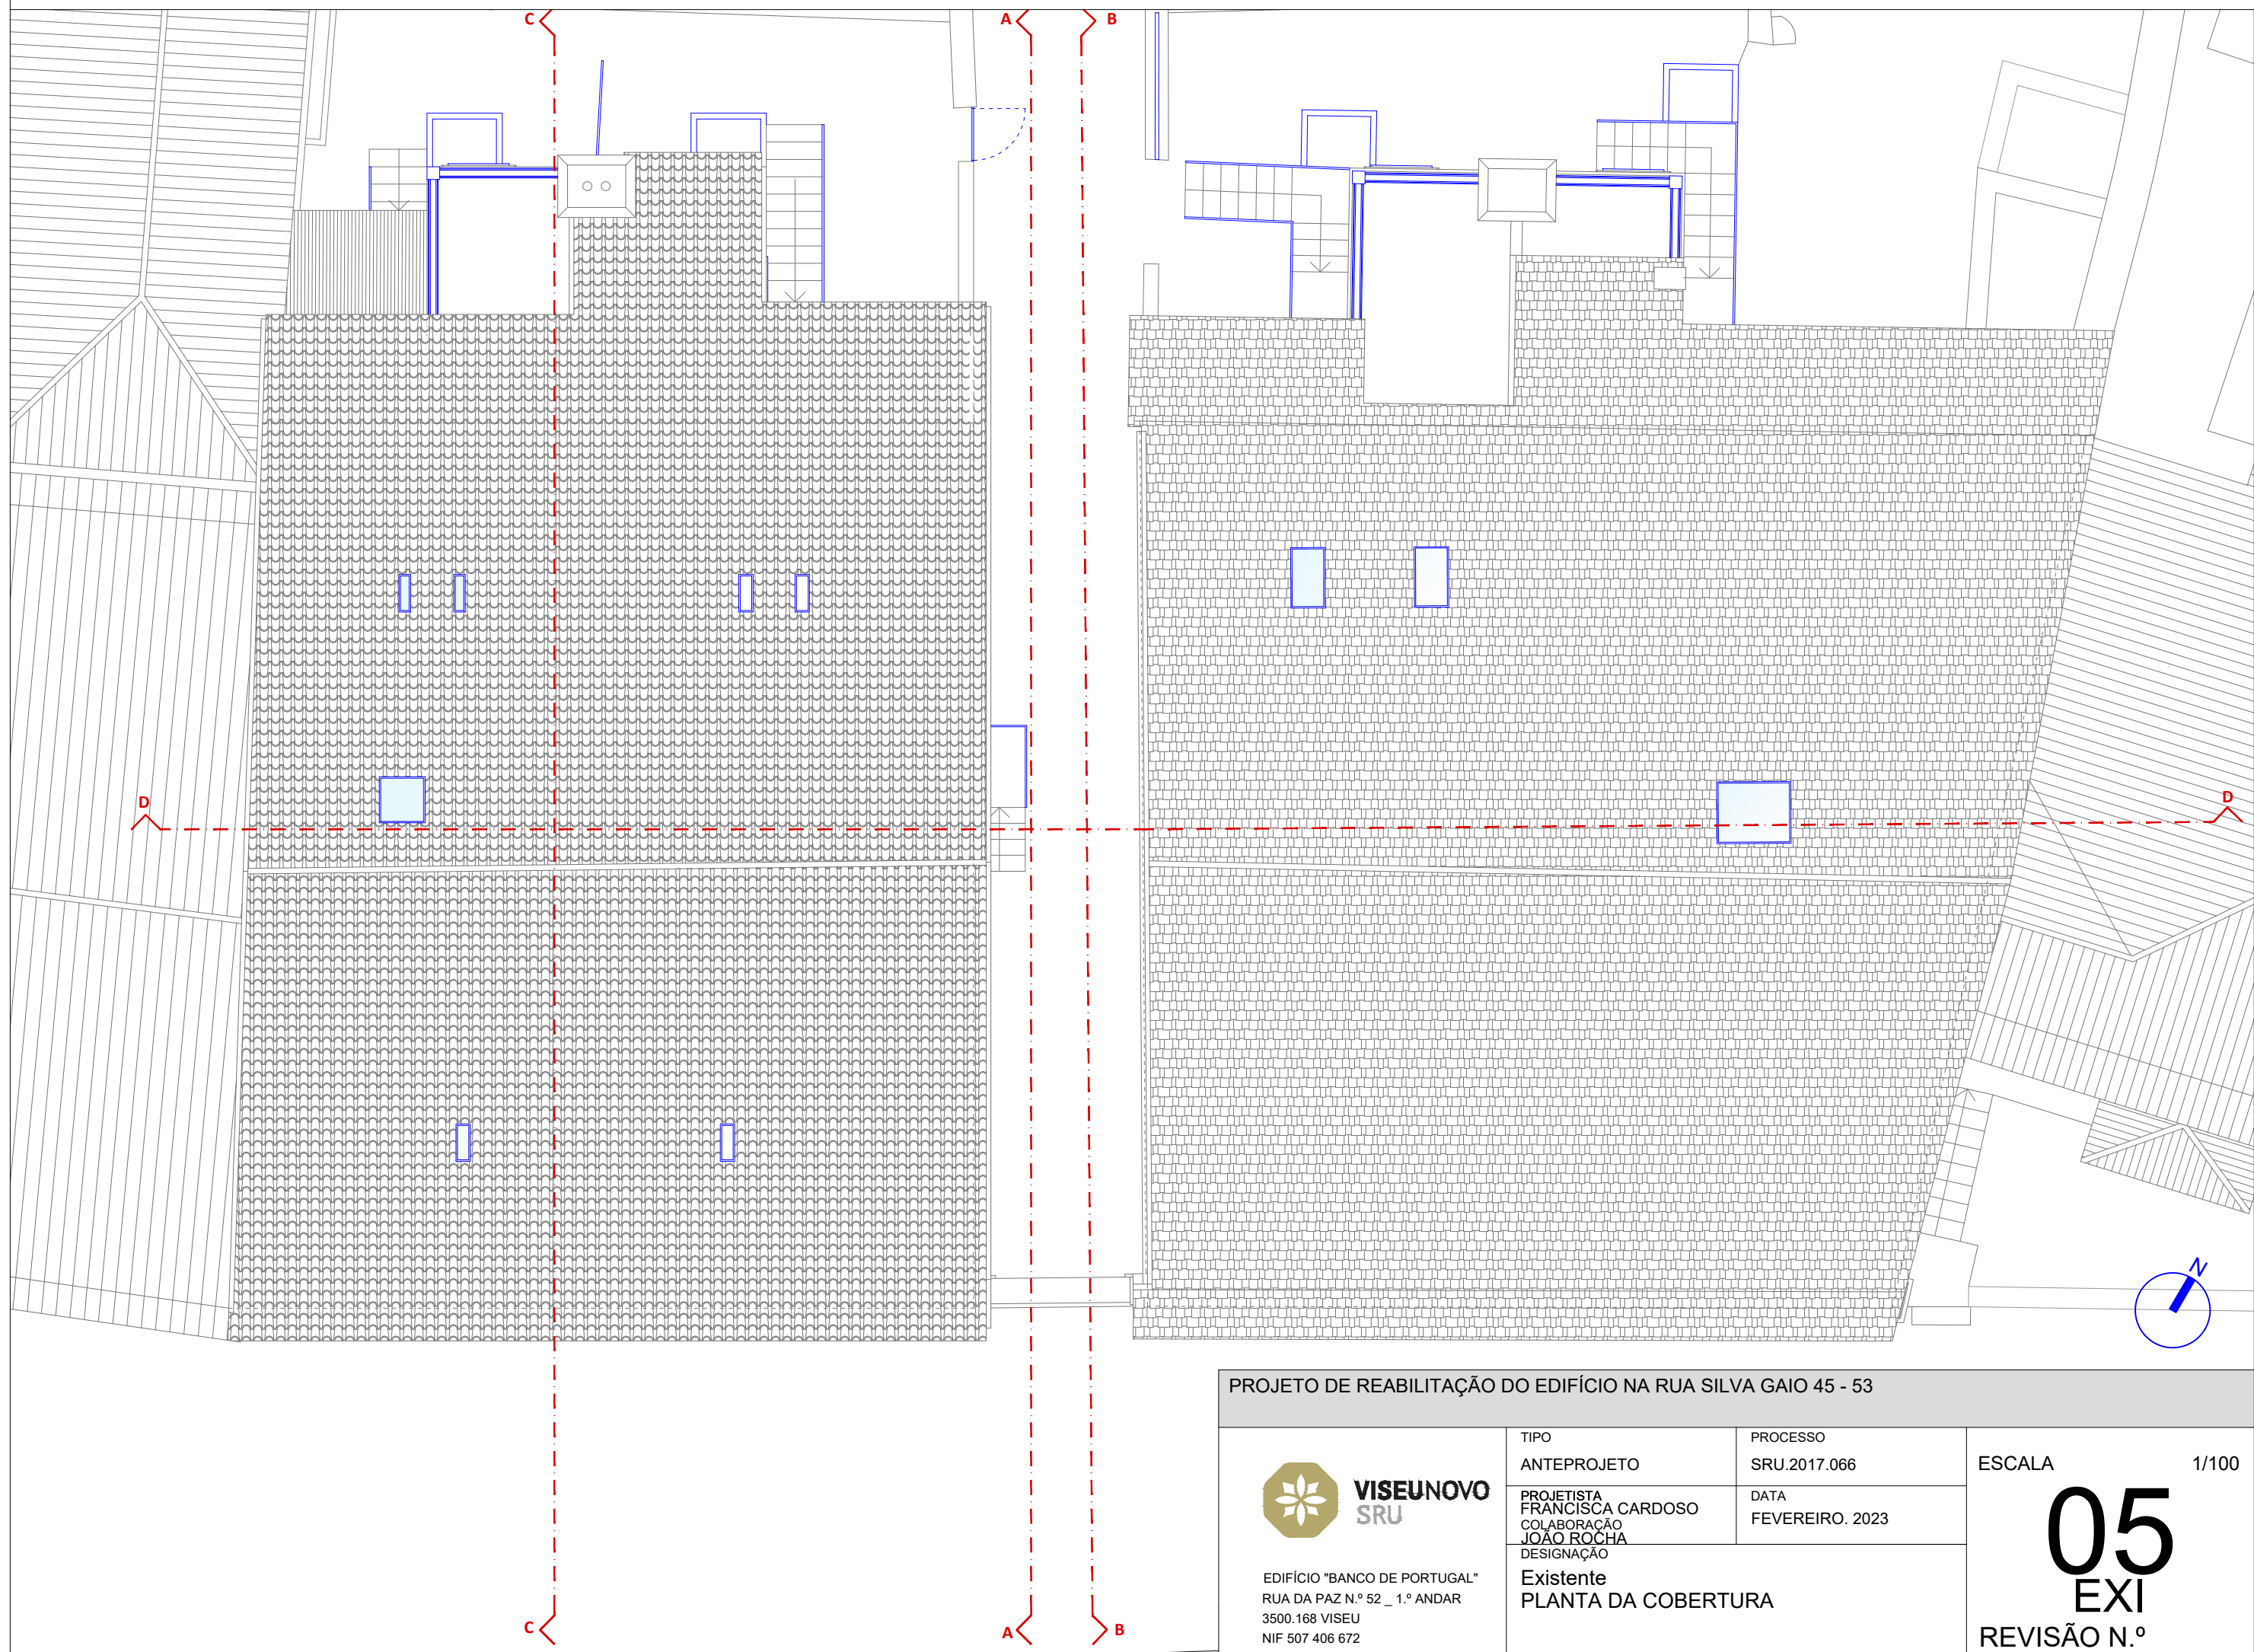 C
A
B
D
D
N
C
A
B
PROJETO DE REABILITAÇÃO DO EDIFÍCIO NA RUA SILVA GAIO 45 - 53
VISEUNOVO
SRU
EDIFÍCIO "BANCO DE PORTUGAL"
RUA DA PAZ N.º 52 _ 1.º ANDAR
3500.168 VISEU
NIF 507 406 672
TIPO
ANTEPROJETO
PROCESSO
SRU.2017.066
PROJETISTA
FRANCISCA CARDOSO
COLABORAÇÃO
JOÃO ROCHA
DATA
FEVEREIRO. 2023
DESIGNAÇÃO
Existente
PLANTA DA COBERTURA
ESCALA 1/100
05
EXI
REVISÃO N.º